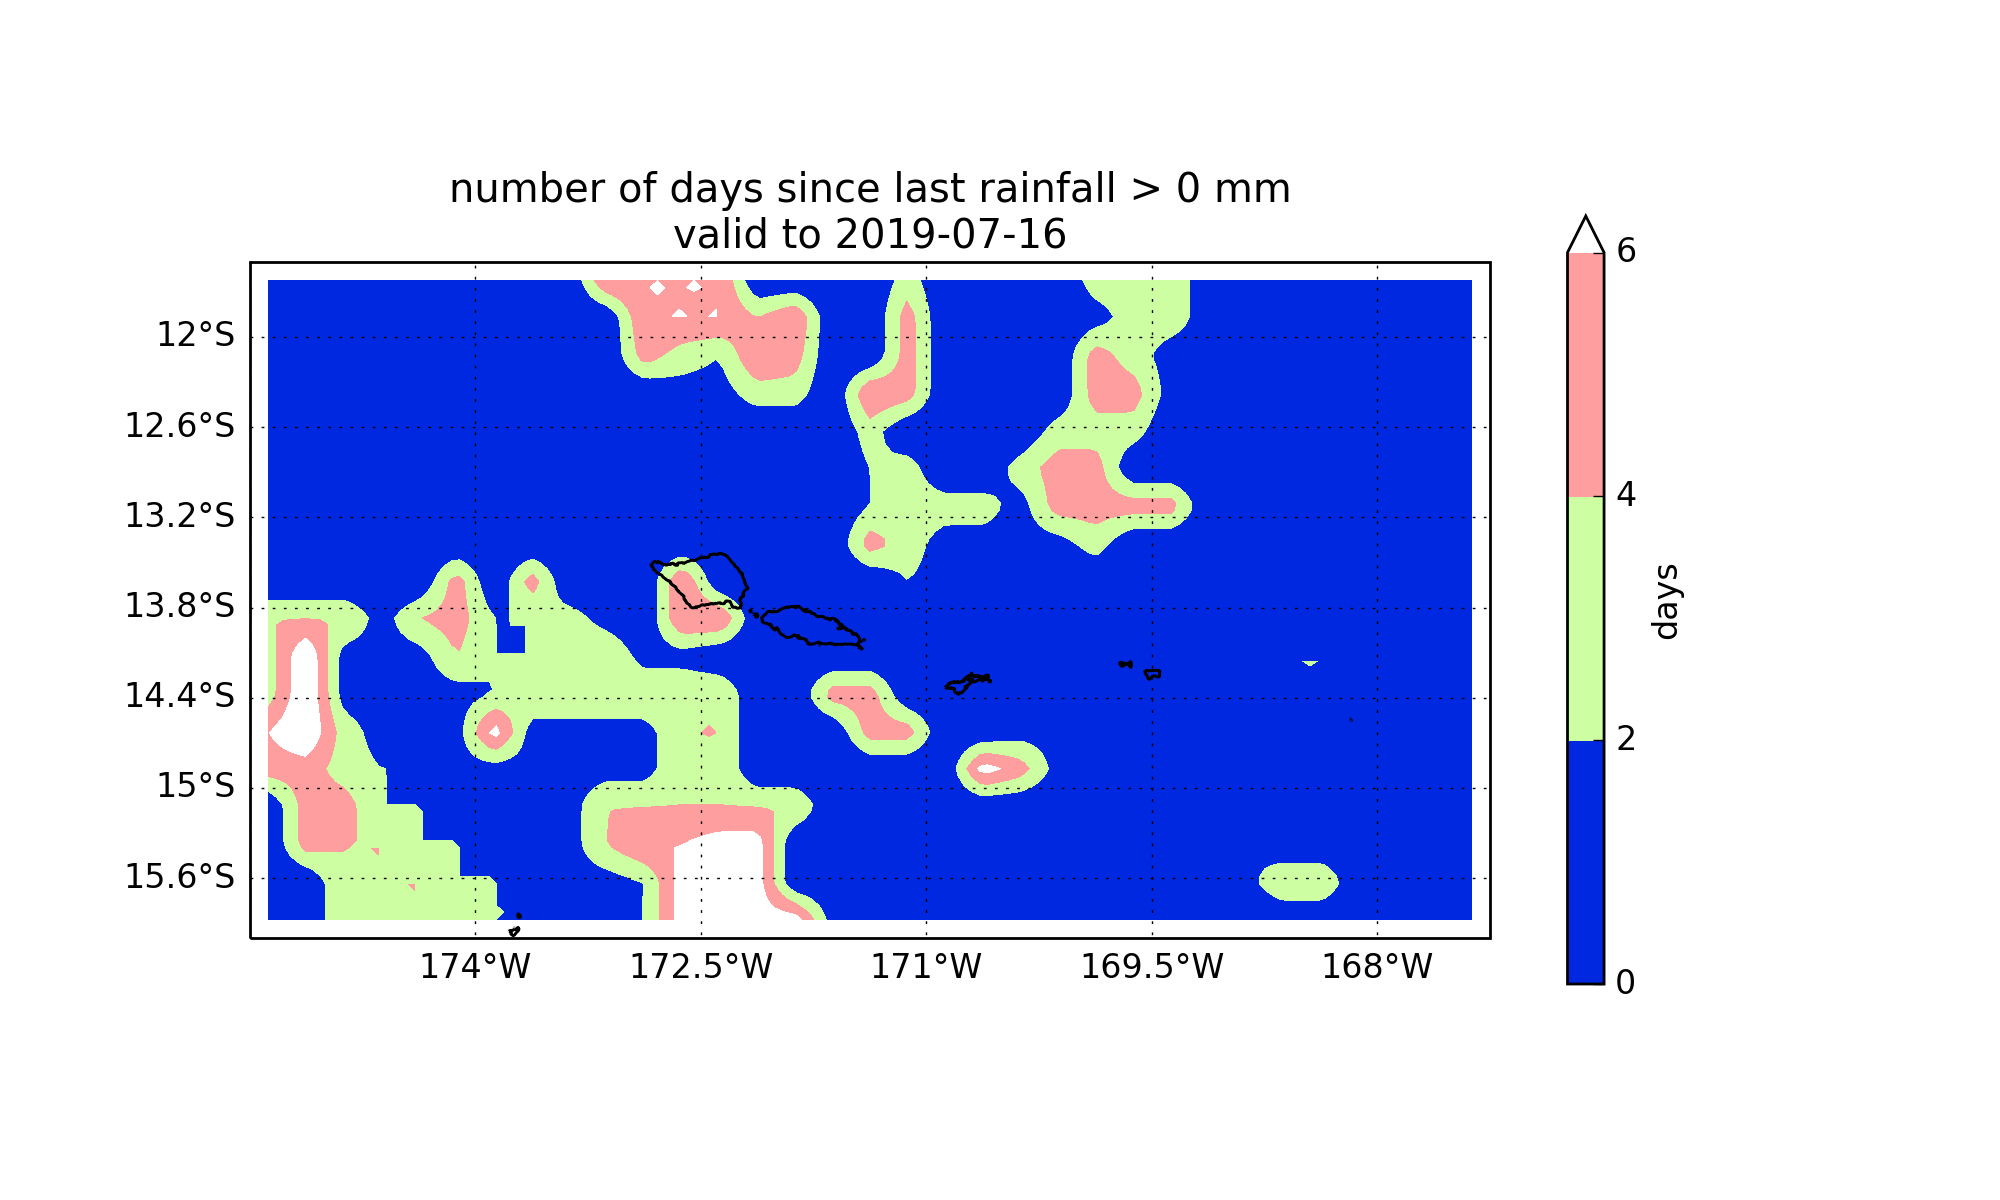 number of days since last rainfall > 0 mm
valid to 2019-07-16
12°S
12.6°S
13.2°S
13.8°S
14.4°S
15°S
15.6°S
174°W
172.5°W
171°W
169.5°W
168°W
6
4
2
0
days